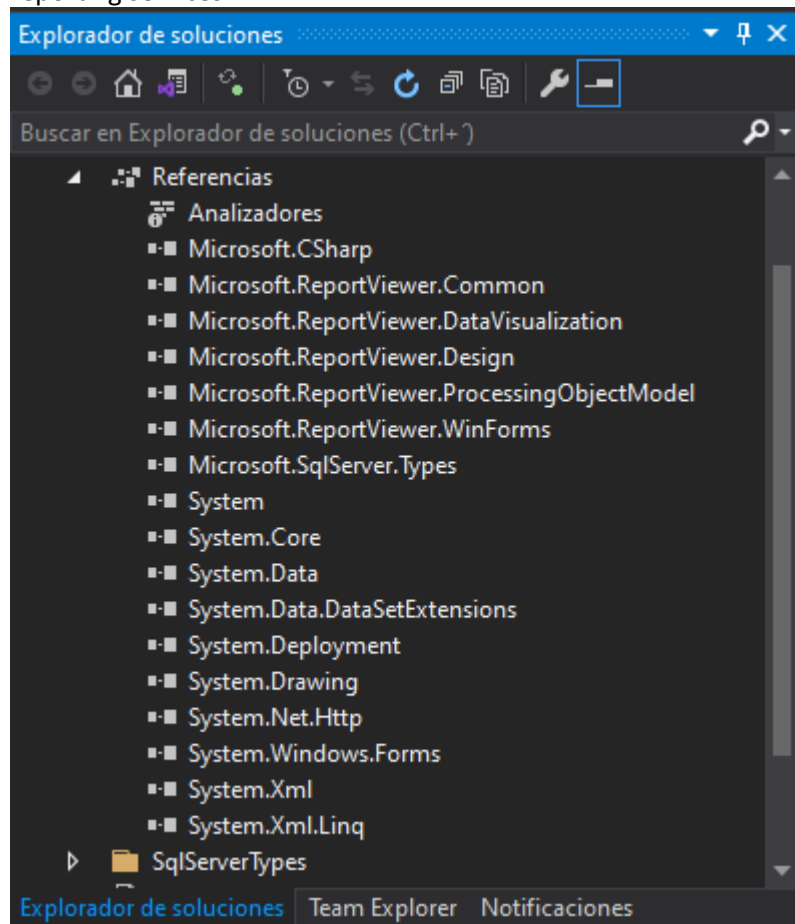 Explorador de soluciones
Buscar en Explorador de soluciones (Ctrl+´)
Referencias
Analizadores
Microsoft.CSharp
Microsoft.ReportViewer.Common
Microsoft.ReportViewer.DataVisualization
Microsoft.ReportViewer.Design
Microsoft.ReportViewer.ProcessingObjectModel
Microsoft.ReportViewer.WinForms
Microsoft.SqlServer.Types
System
System.Core
System.Data
System.Data.DataSetExtensions
System.Deployment
System.Drawing
System.Net.Http
System.Windows.Forms
System.Xml
System.Xml.Linq
SqlServerTypes
Explorador de soluciones Team Explorer Notificaciones